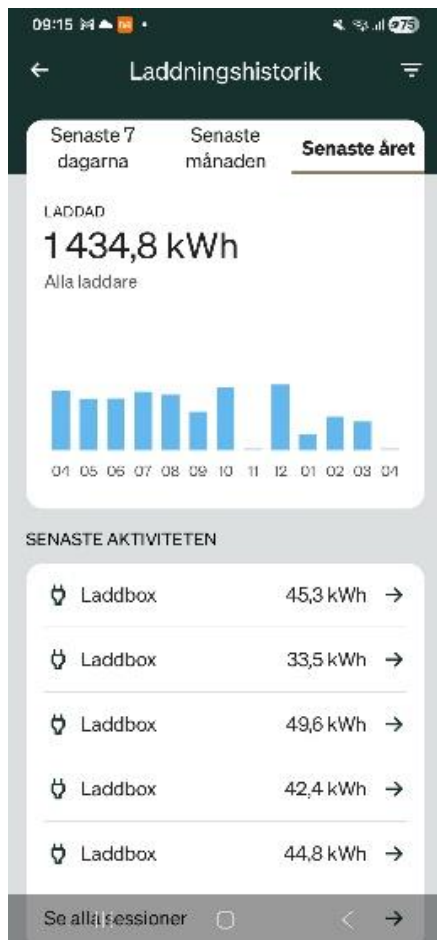 09:15
75
Laddningshistorik
Senaste 7 dagarna
Senaste månaden
Senaste året
LADDAD
1 434,8 kWh
Alla laddare
04 05 06 07 08 09 10 11 12 01 02 03 04
SENASTE AKTIVITETEN
Laddbox 45,3 kWh
Laddbox 33,5 kWh
Laddbox 49,6 kWh
Laddbox 42,4 kWh
Laddbox 44,8 kWh
Se alla sessioner